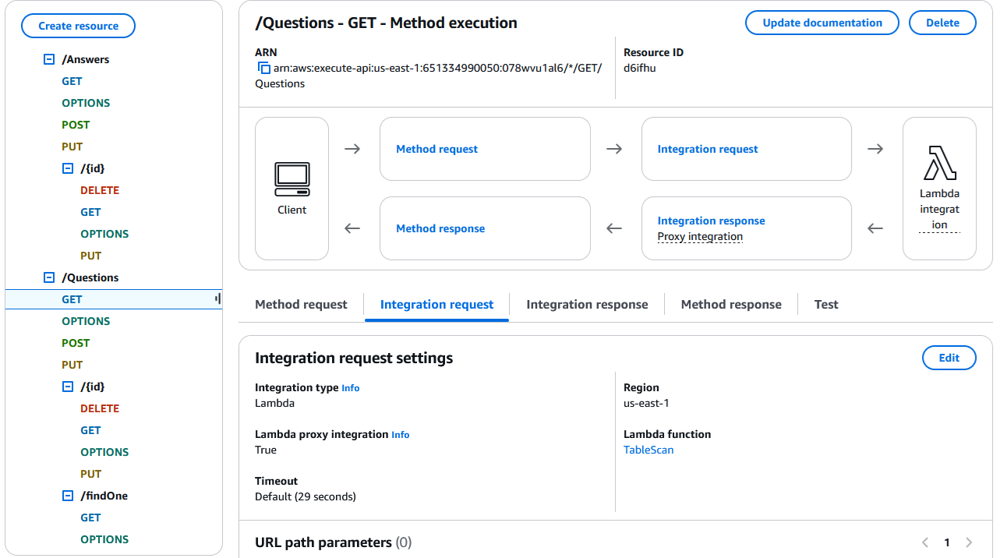 Create resource
/Answers
GET
OPTIONS
POST
PUT
/{id}
DELETE
GET
OPTIONS
PUT
/Questions
GET
OPTIONS
POST
PUT
/{id}
DELETE
GET
OPTIONS
PUT
/findOne
GET
OPTIONS
/Questions - GET - Method execution
Update documentation
Delete
ARN
arn:aws:execute-api:us-east-1:651334990050:078wvu1al6/*/GET/
Questions
Resource ID
d6ifhu
Client
Method request
Integration request
Method response
Integration response
Proxy integration
Lambda
integrat
ion
Method request
Integration request
Integration response
Method response
Test
Integration request settings
Edit
Integration type Info
Lambda
Region
us-east-1
Lambda proxy integration Info
True
Lambda function
TableScan
Timeout
Default (29 seconds)
URL path parameters (0)
1